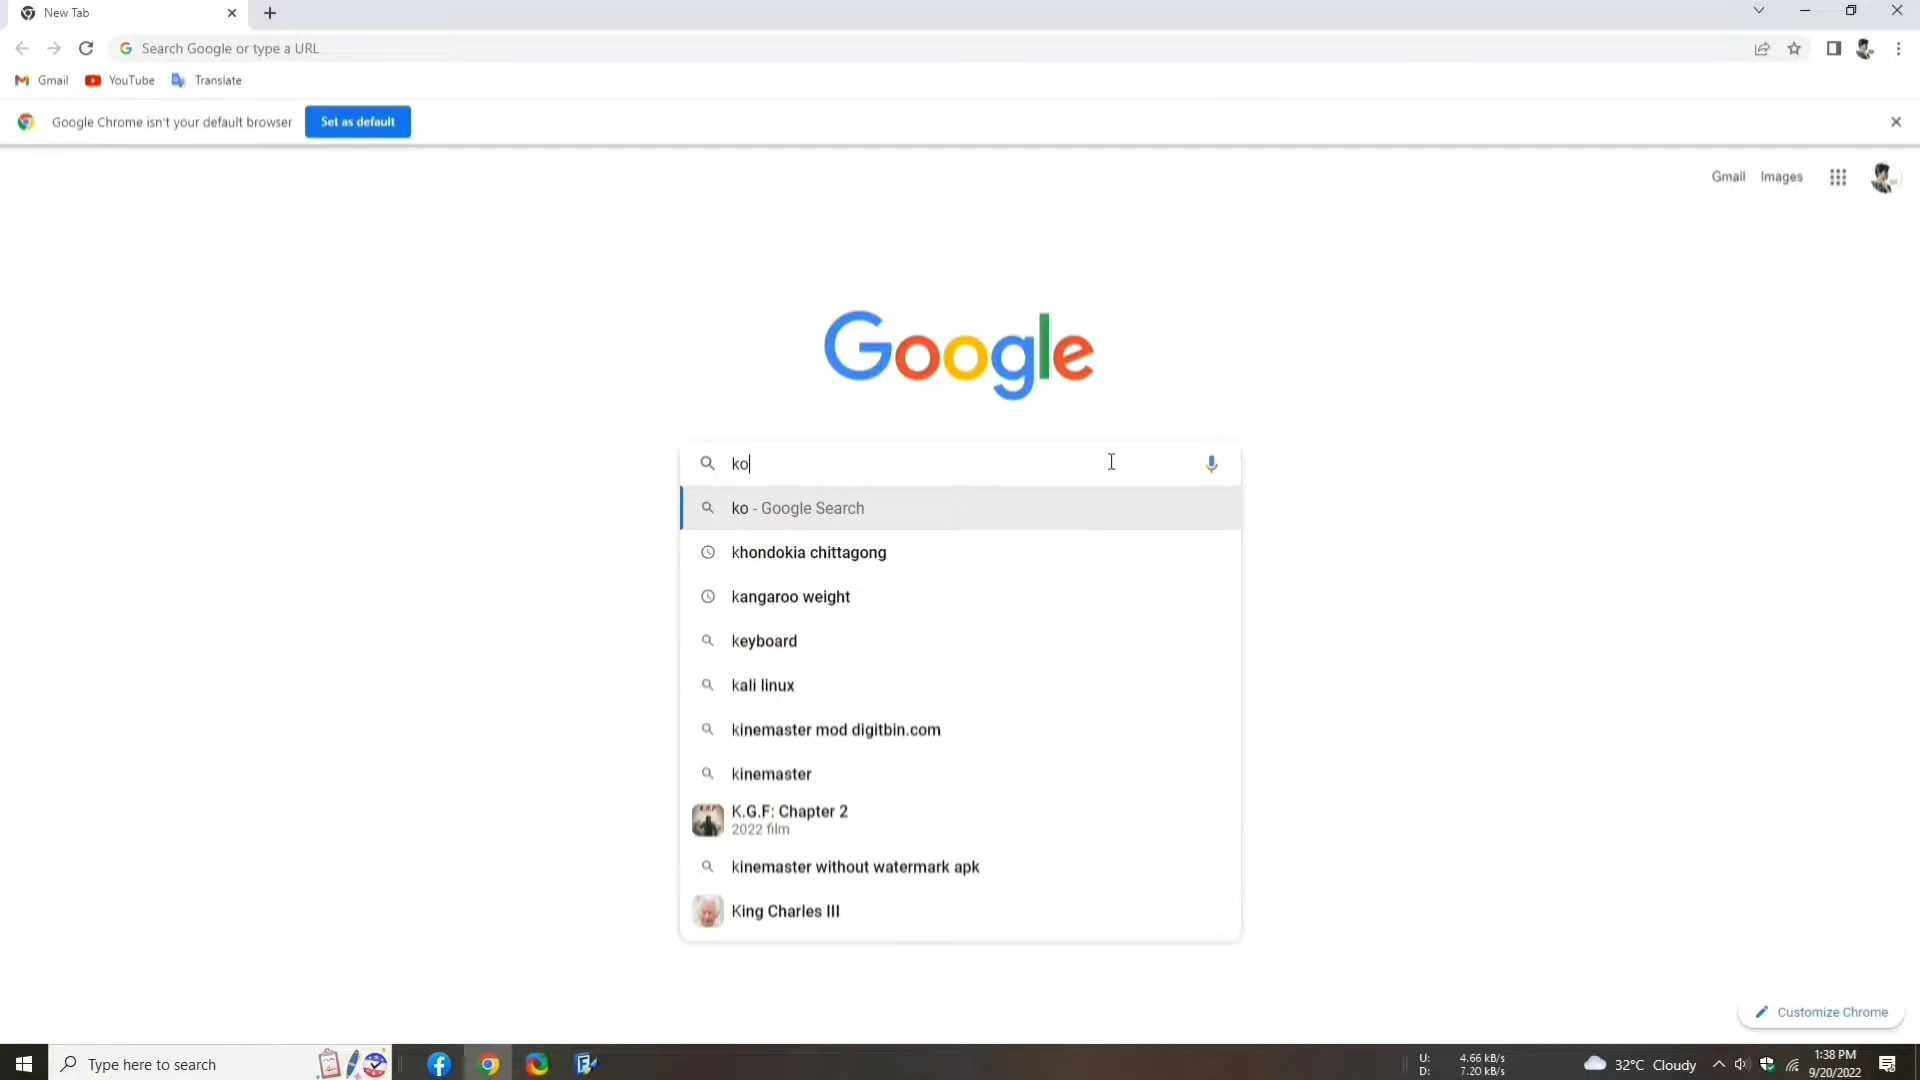 New Tab
Search Google or type a URL
Gmail YouTube Translate
Google Chrome isn't your default browser Set as default
Gmail Images
Google
ko
ko - Google Search
khondokia chittagong
kangaroo weight
keyboard
kali linux
kinemaster mod digitbin.com
kinemaster
K.G.F: Chapter 2
2022 film
kinemaster without watermark apk
King Charles III
Customize Chrome
Type here to search
U: 4.66 kB/s
D: 7.20 kB/s
32°C Cloudy
1:38 PM
9/20/2022